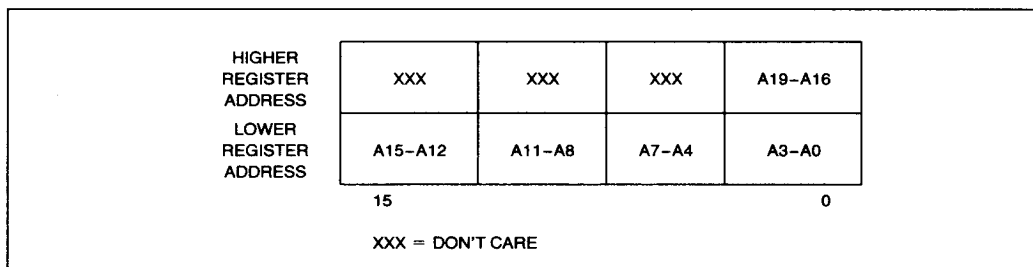 HIGHER
REGISTER
ADDRESS
XXX XXX XXX A19-A16
LOWER
REGISTER
ADDRESS
A15-A12 A11-A8 A7-A4 A3-A0
15 0
XXX = DON'T CARE